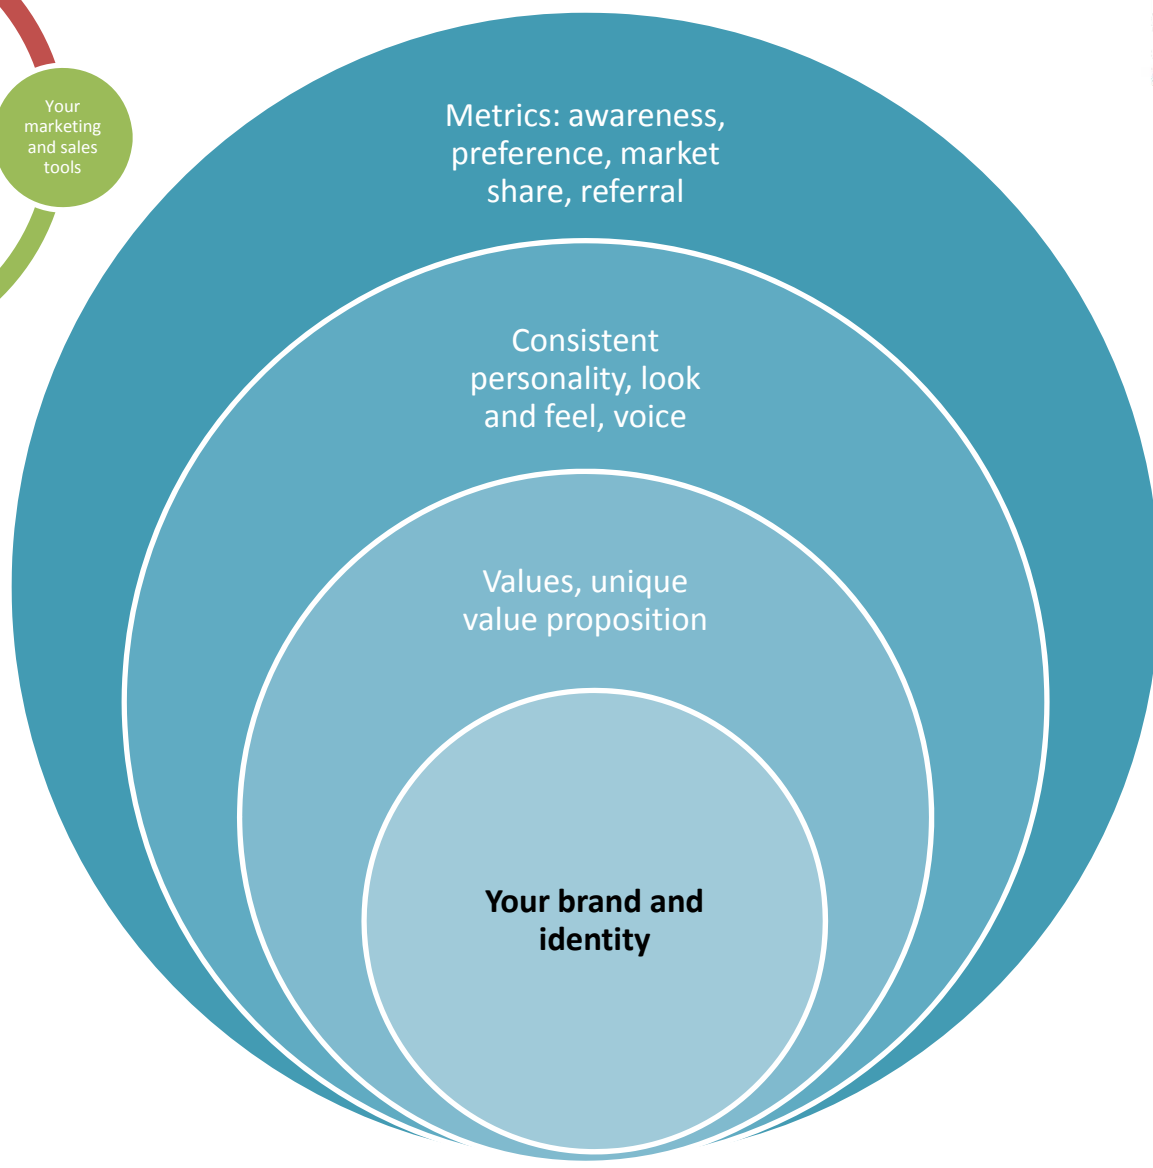 Your
marketing
and sales
tools
Metrics: awareness,
preference, market
share, referral
Consistent
personality, look
and feel, voice
Values, unique
value proposition
Your brand and
identity